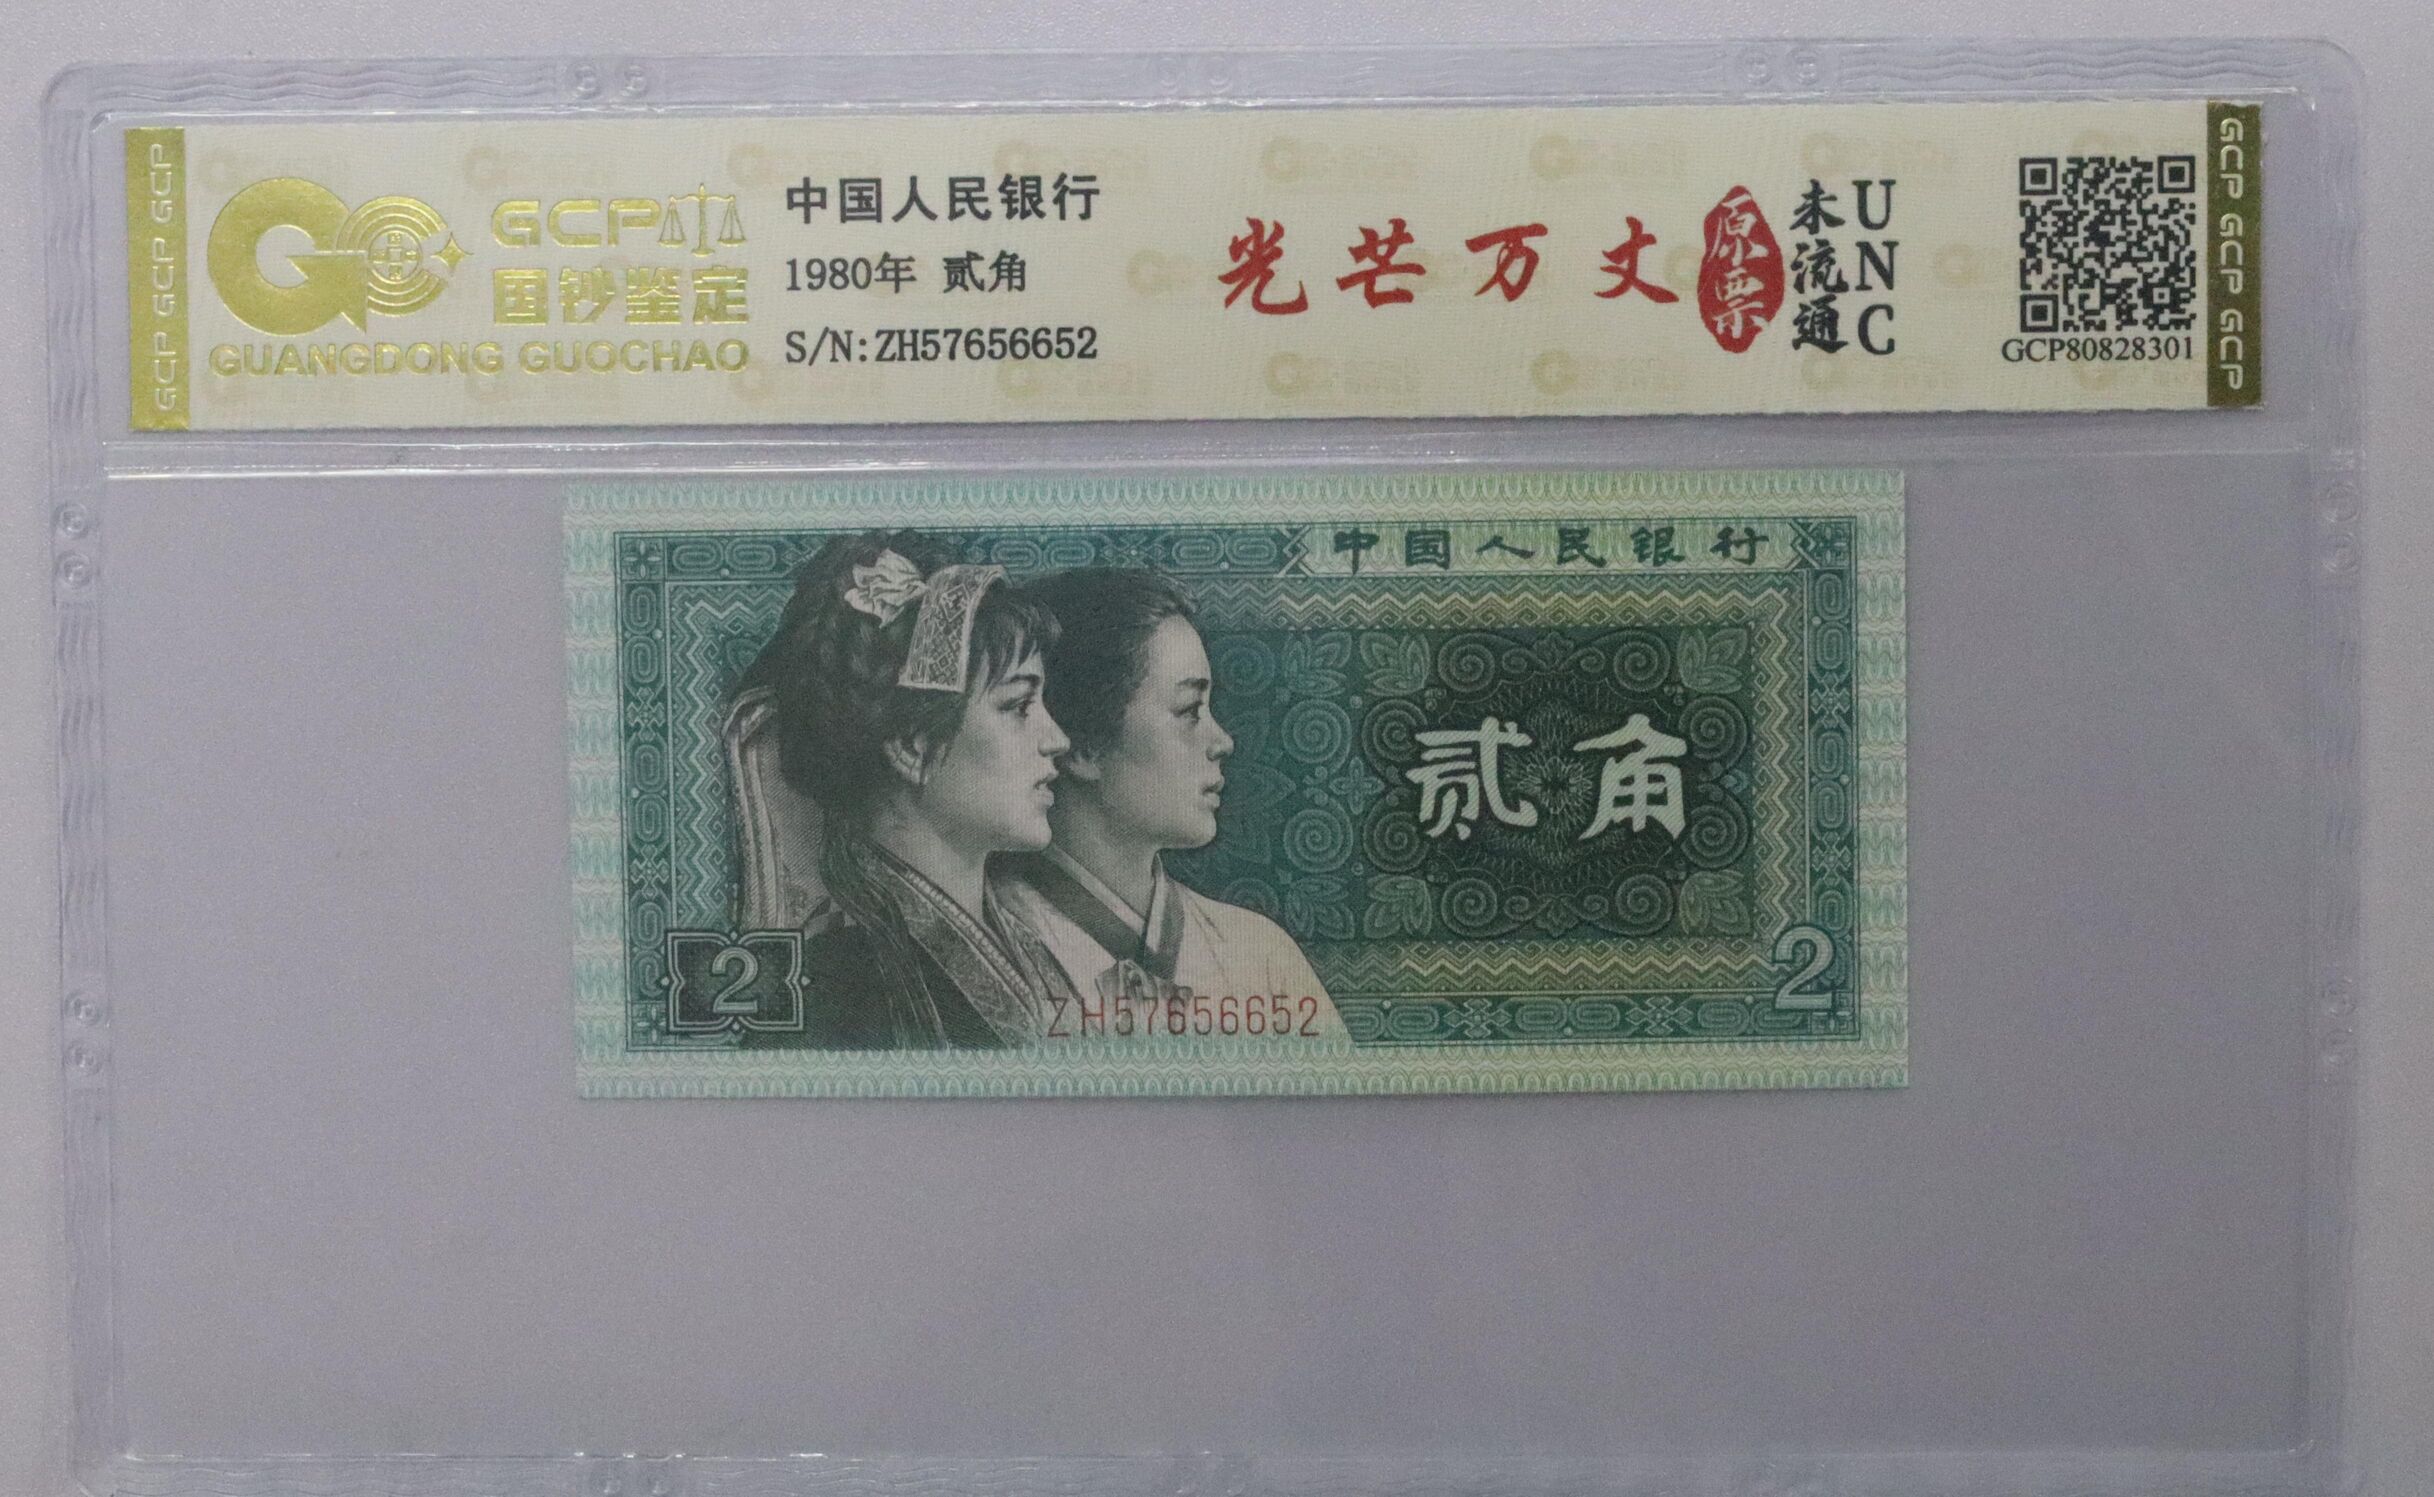 GCP GCP GCP
GCP
国钞鉴定
GUANGDONG GUOCHAO
中国人民银行
1980年 贰角
S/N:ZH57656652
光芒万丈
原票
未流通
UNC
GCP80828301
GCP GCP GCP
中国人民银行
贰角
2
2
ZH57656652